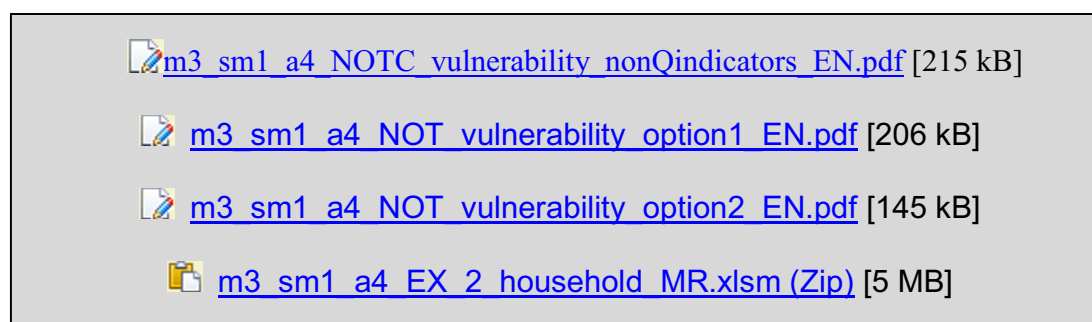 m3_sm1_a4_NOTC_vulnerability_nonQindicators_EN.pdf [215 kB]
m3_sm1_a4_NOT_vulnerability_option1_EN.pdf [206 kB]
m3_sm1_a4_NOT_vulnerability_option2_EN.pdf [145 kB]
m3_sm1_a4_EX_2_household_MR.xlsm (Zip) [5 MB]